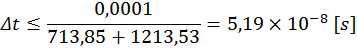 Δt ≤ 0,0001 / (713,85 + 1213,53) = 5,19 × 10⁻⁸ [s]